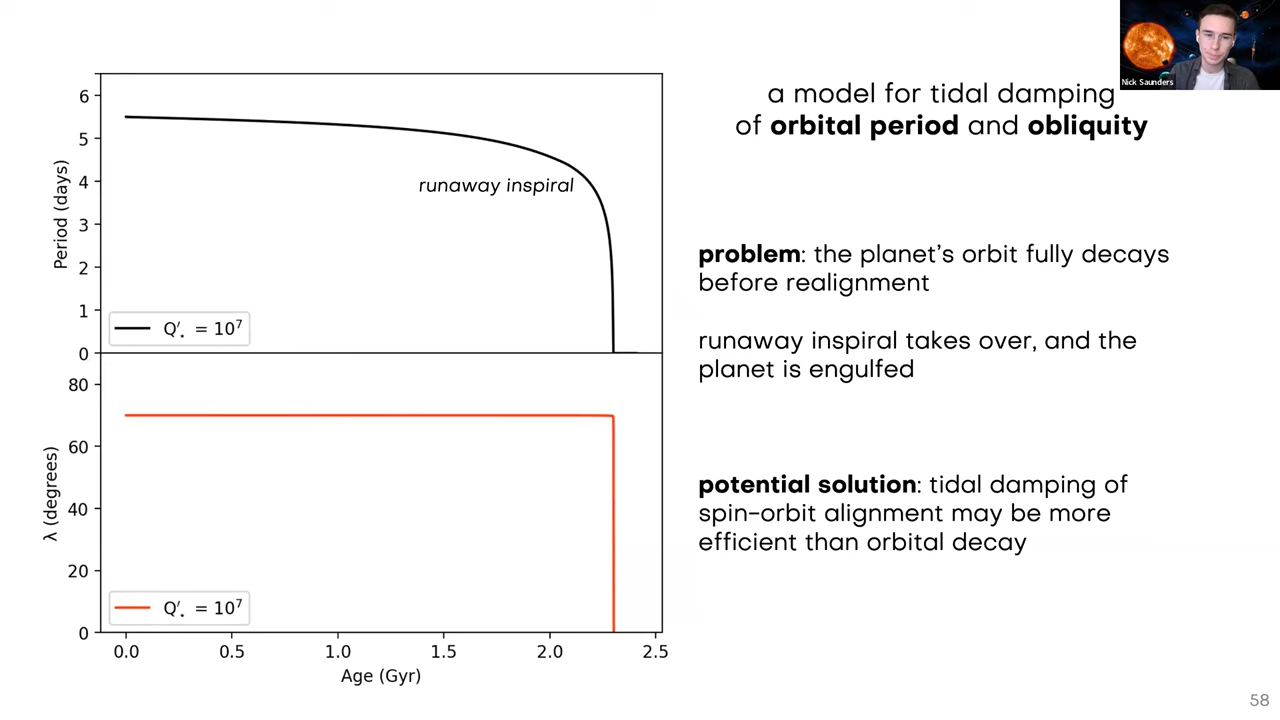 Nick Saunders
a model for tidal damping
of orbital period and obliquity
6
5
4
3
2
1
0
Period (days)
runaway inspiral
Q′⋆ = 10⁷
80
60
40
20
0
λ (degrees)
Q′⋆ = 10⁷
0.0 0.5 1.0 1.5 2.0 2.5
Age (Gyr)
problem: the planet’s orbit fully decays
before realignment
runaway inspiral takes over, and the
planet is engulfed
potential solution: tidal damping of
spin-orbit alignment may be more
efficient than orbital decay
58